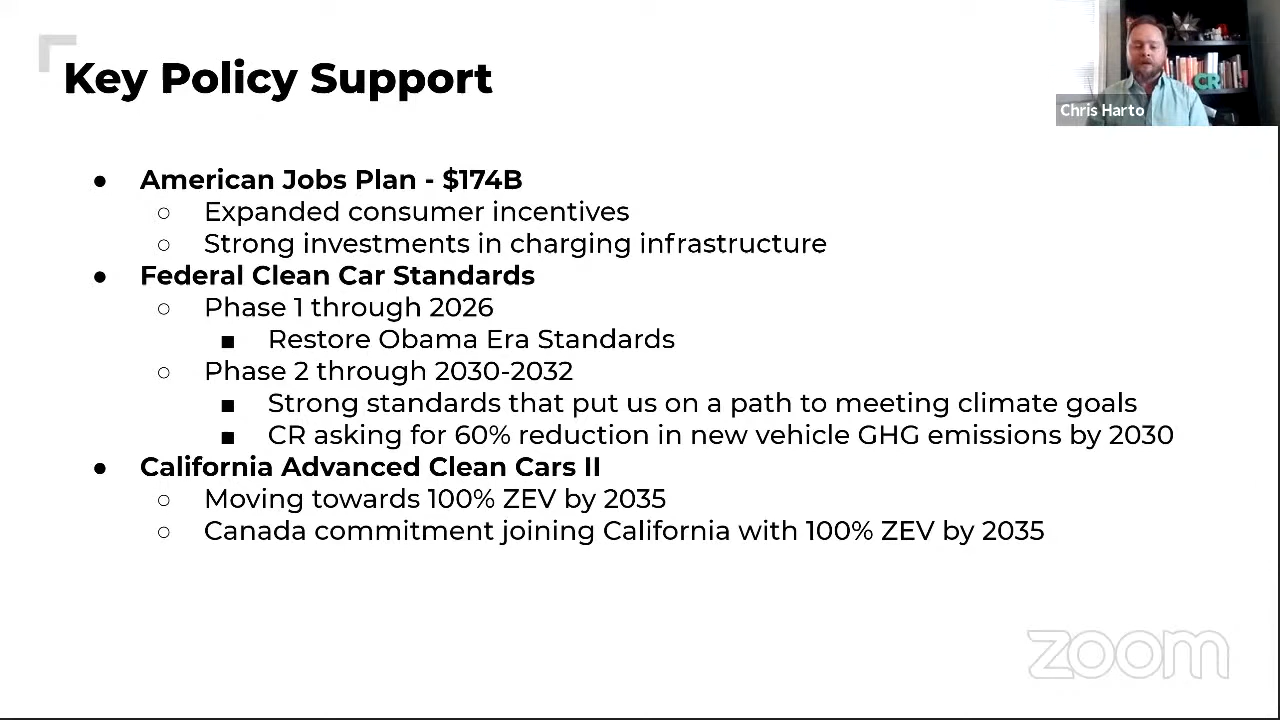 Key Policy Support
CR
Chris Harto
● American Jobs Plan - $174B
○ Expanded consumer incentives
○ Strong investments in charging infrastructure
● Federal Clean Car Standards
○ Phase 1 through 2026
■ Restore Obama Era Standards
○ Phase 2 through 2030-2032
■ Strong standards that put us on a path to meeting climate goals
■ CR asking for 60% reduction in new vehicle GHG emissions by 2030
● California Advanced Clean Cars II
○ Moving towards 100% ZEV by 2035
○ Canada commitment joining California with 100% ZEV by 2035
zoom